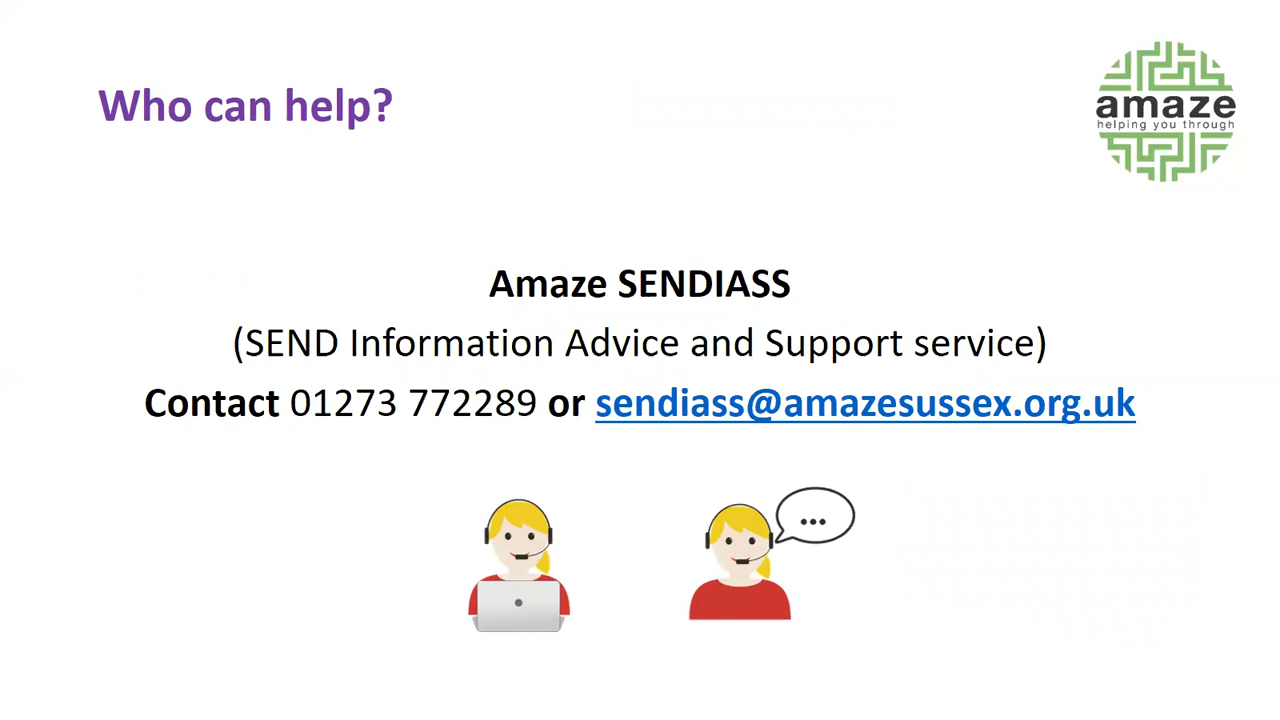 Who can help?
amaze
helping you through
Amaze SENDIASS
(SEND Information Advice and Support service)
Contact 01273 772289 or sendiass@amazesussex.org.uk
...